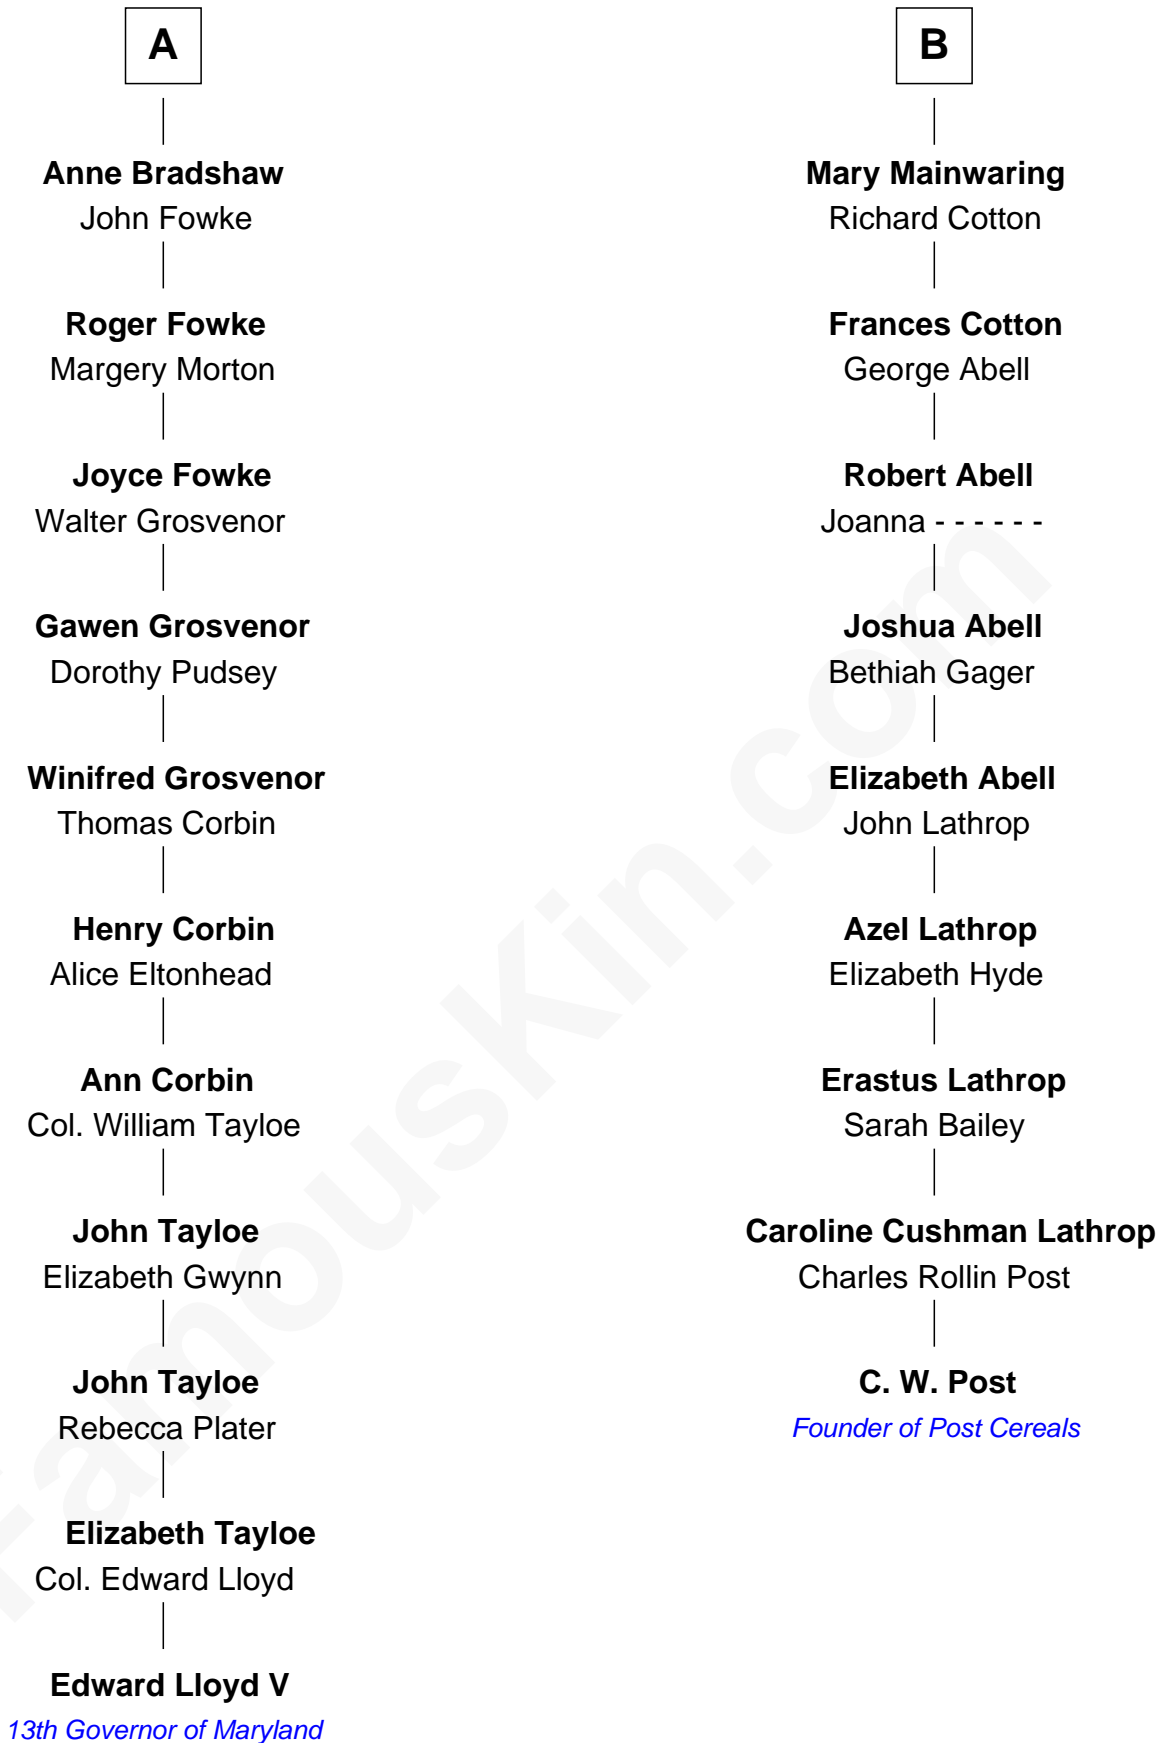 A
Anne Bradshaw
John Fowke
Roger Fowke
Margery Morton
Joyce Fowke
Walter Grosvenor
Gawen Grosvenor
Dorothy Pudsey
Winifred Grosvenor
Thomas Corbin
Henry Corbin
Alice Eltonhead
Ann Corbin
Col. William Tayloe
John Tayloe
Elizabeth Gwynn
John Tayloe
Rebecca Plater
Elizabeth Tayloe
Col. Edward Lloyd
Edward Lloyd V
13th Governor of Maryland
B
Mary Mainwaring
Richard Cotton
Frances Cotton
George Abell
Robert Abell
Joanna - - - - - -
Joshua Abell
Bethiah Gager
Elizabeth Abell
John Lathrop
Azel Lathrop
Elizabeth Hyde
Erastus Lathrop
Sarah Bailey
Caroline Cushman Lathrop
Charles Rollin Post
C. W. Post
Founder of Post Cereals
FamousKin.com